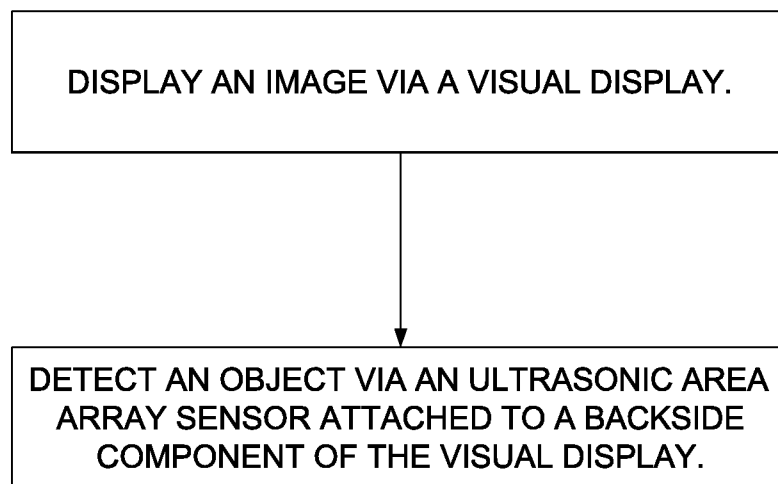 DISPLAY AN IMAGE VIA A VISUAL DISPLAY.
DETECT AN OBJECT VIA AN ULTRASONIC AREA
ARRAY SENSOR ATTACHED TO A BACKSIDE
COMPONENT OF THE VISUAL DISPLAY.